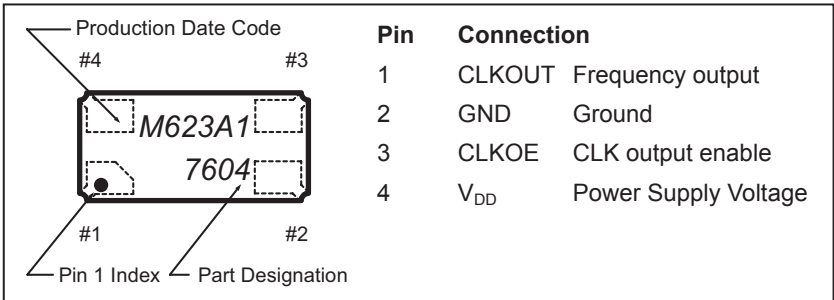 Production Date Code
#4 #3
M623A1
7604
#1 #2
Pin 1 Index Part Designation
Pin Connection
1 CLKOUT Frequency output
2 GND Ground
3 CLKOE CLK output enable
4 VDD Power Supply Voltage